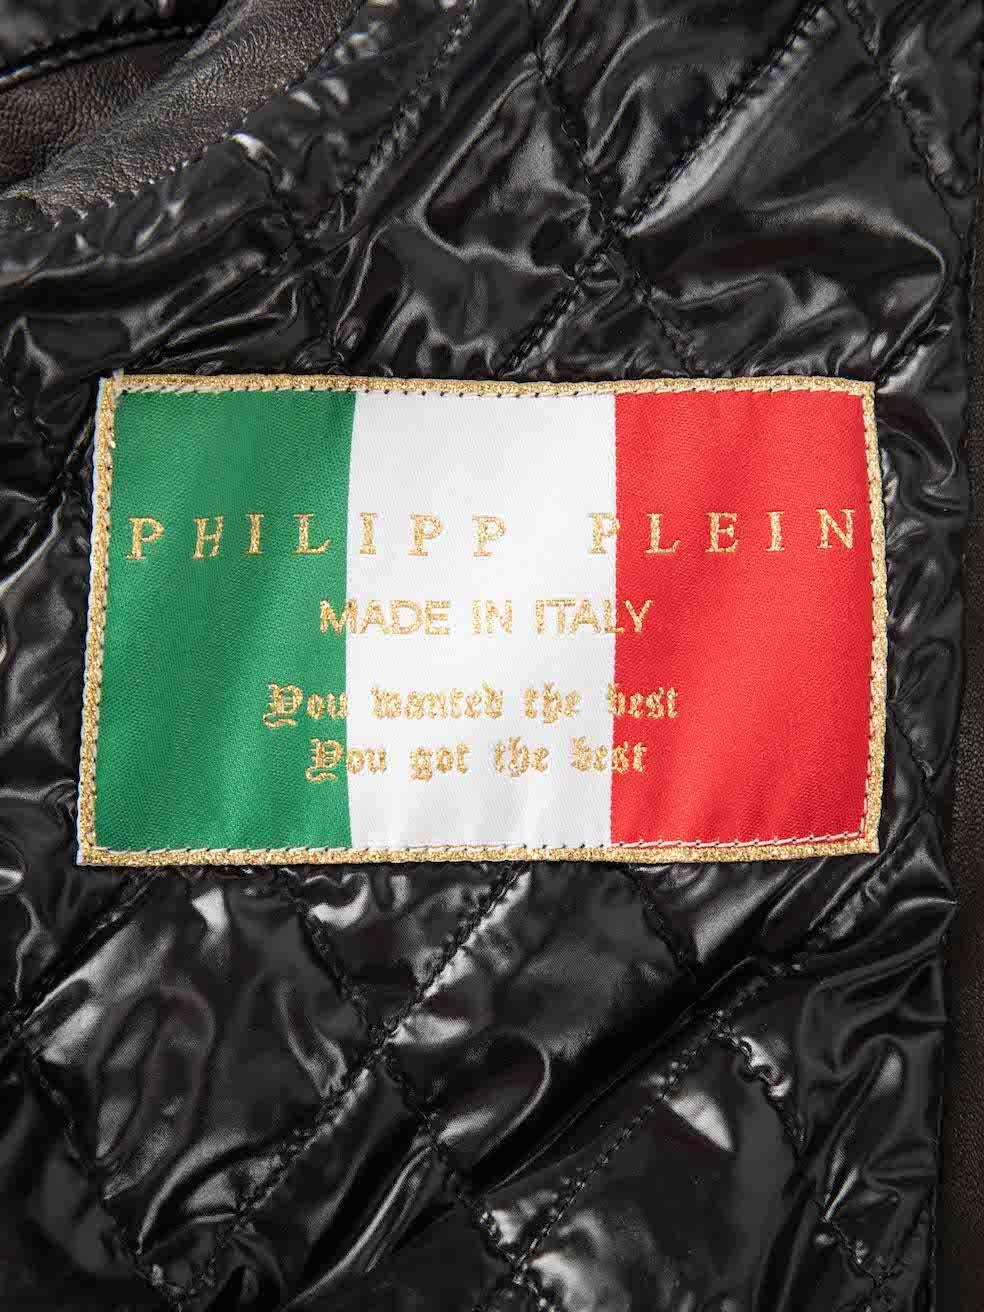 PHILIPP PLEIN
MADE IN ITALY
You wanted the best
You got the best